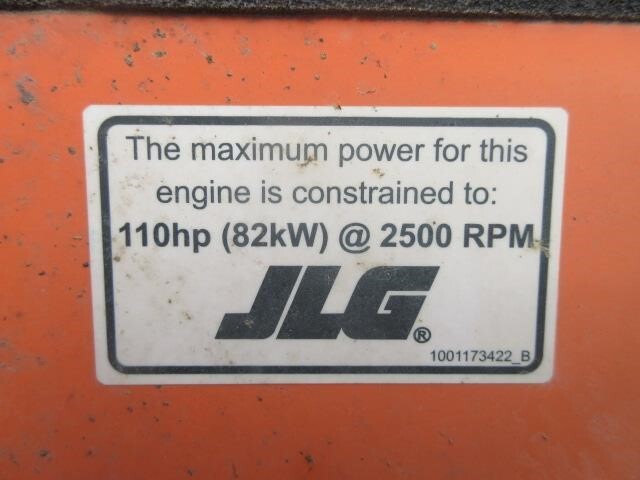 The maximum power for this
engine is constrained to:
110hp (82kW) @ 2500 RPM
JLG®
1001173422_B